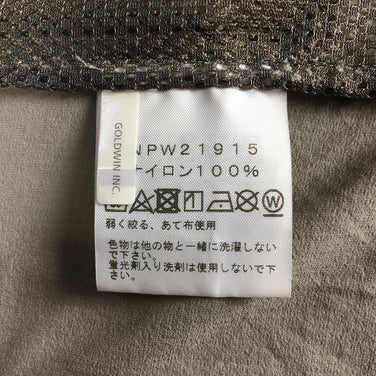 GOLDWIN INC.
NPW21915
ナイロン100%
W
弱く絞る、あて布使用
色物は他の物と一緒に洗濯しない
で下さい。
蛍光剤入り洗剤は使用しないで下
さい。